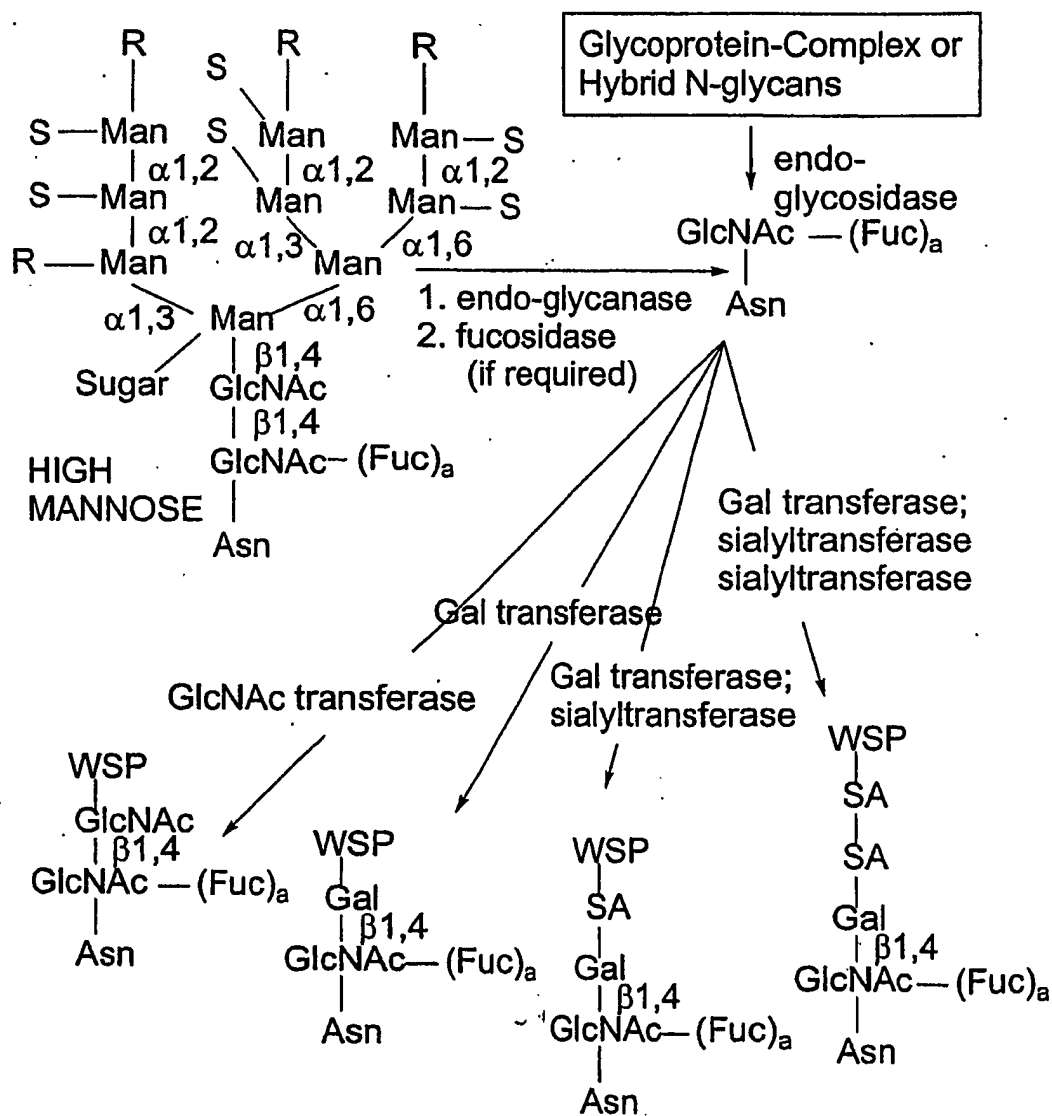 R R R
S
Glycoprotein-Complex or
Hybrid N-glycans
S—Man S Man Man—S
α1,2 α1,2 α1,2
S—Man Man Man—S
endo-
glycosidase
α1,2 α1,3 α1,6
R—Man Man
GlcNAc—(Fuc)a
Asn
1. endo-glycanase
2. fucosidase
(if required)
α1,3 Man α1,6
β1,4
Sugar GlcNAc
β1,4
GlcNAc—(Fuc)a
HIGH
MANNOSE
Asn
Gal transferase;
sialyltransferase
sialyltransferase
Gal transferase
Gal transferase;
sialyltransferase
GlcNAc transferase
WSP
GlcNAc
β1,4
GlcNAc—(Fuc)a
Asn
WSP
Gal
β1,4
GlcNAc—(Fuc)a
Asn
WSP
SA
Gal
β1,4
GlcNAc—(Fuc)a
Asn
WSP
SA
SA
Gal
β1,4
GlcNAc—(Fuc)a
Asn